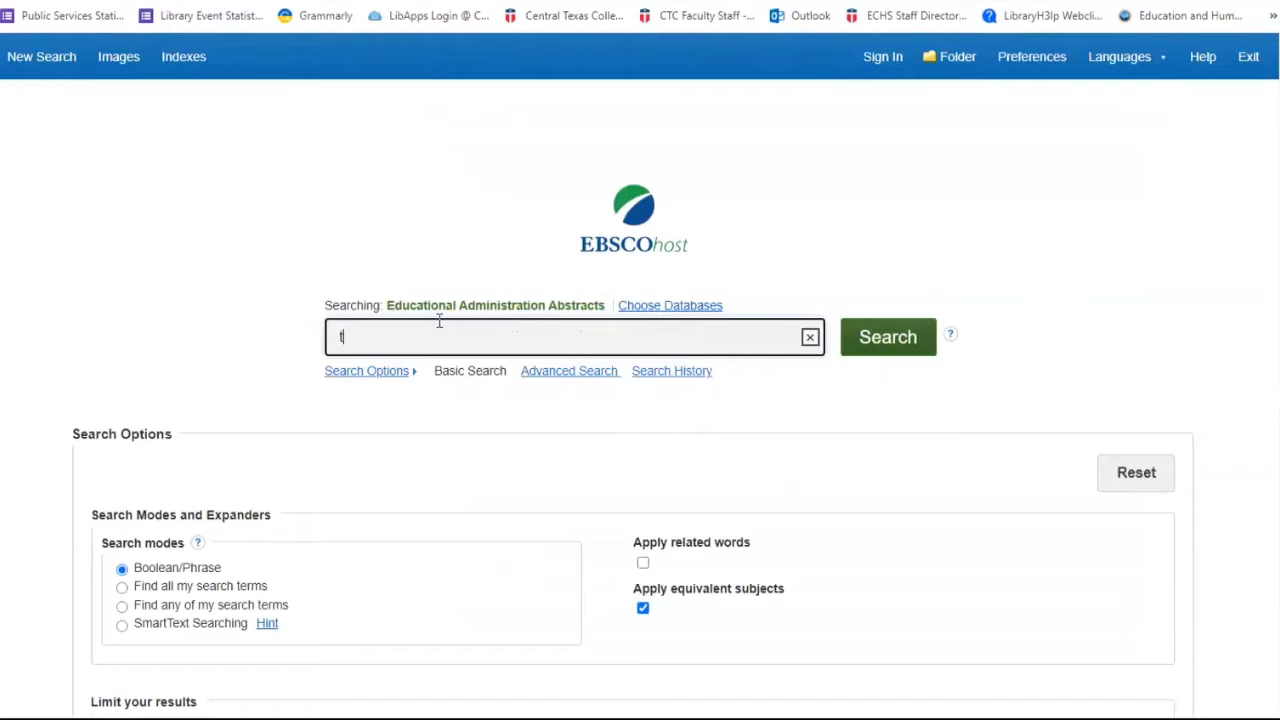 Public Services Stati...
Library Event Statist...
Grammarly
LibApps Login @ C...
Central Texas Colle...
CTC Faculty Staff -...
Outlook
ECHS Staff Director...
LibraryH3lp Webcli...
Education and Hum...
»
New Search
Images
Indexes
Sign In
Folder
Preferences
Languages
Help
Exit
EBSCOhost
Searching: Educational Administration Abstracts
Choose Databases
t
Search
?
Search Options
Basic Search
Advanced Search
Search History
Search Options
Reset
Search Modes and Expanders
Search modes ?
Boolean/Phrase
Find all my search terms
Find any of my search terms
SmartText Searching Hint
Apply related words
Apply equivalent subjects
Limit your results